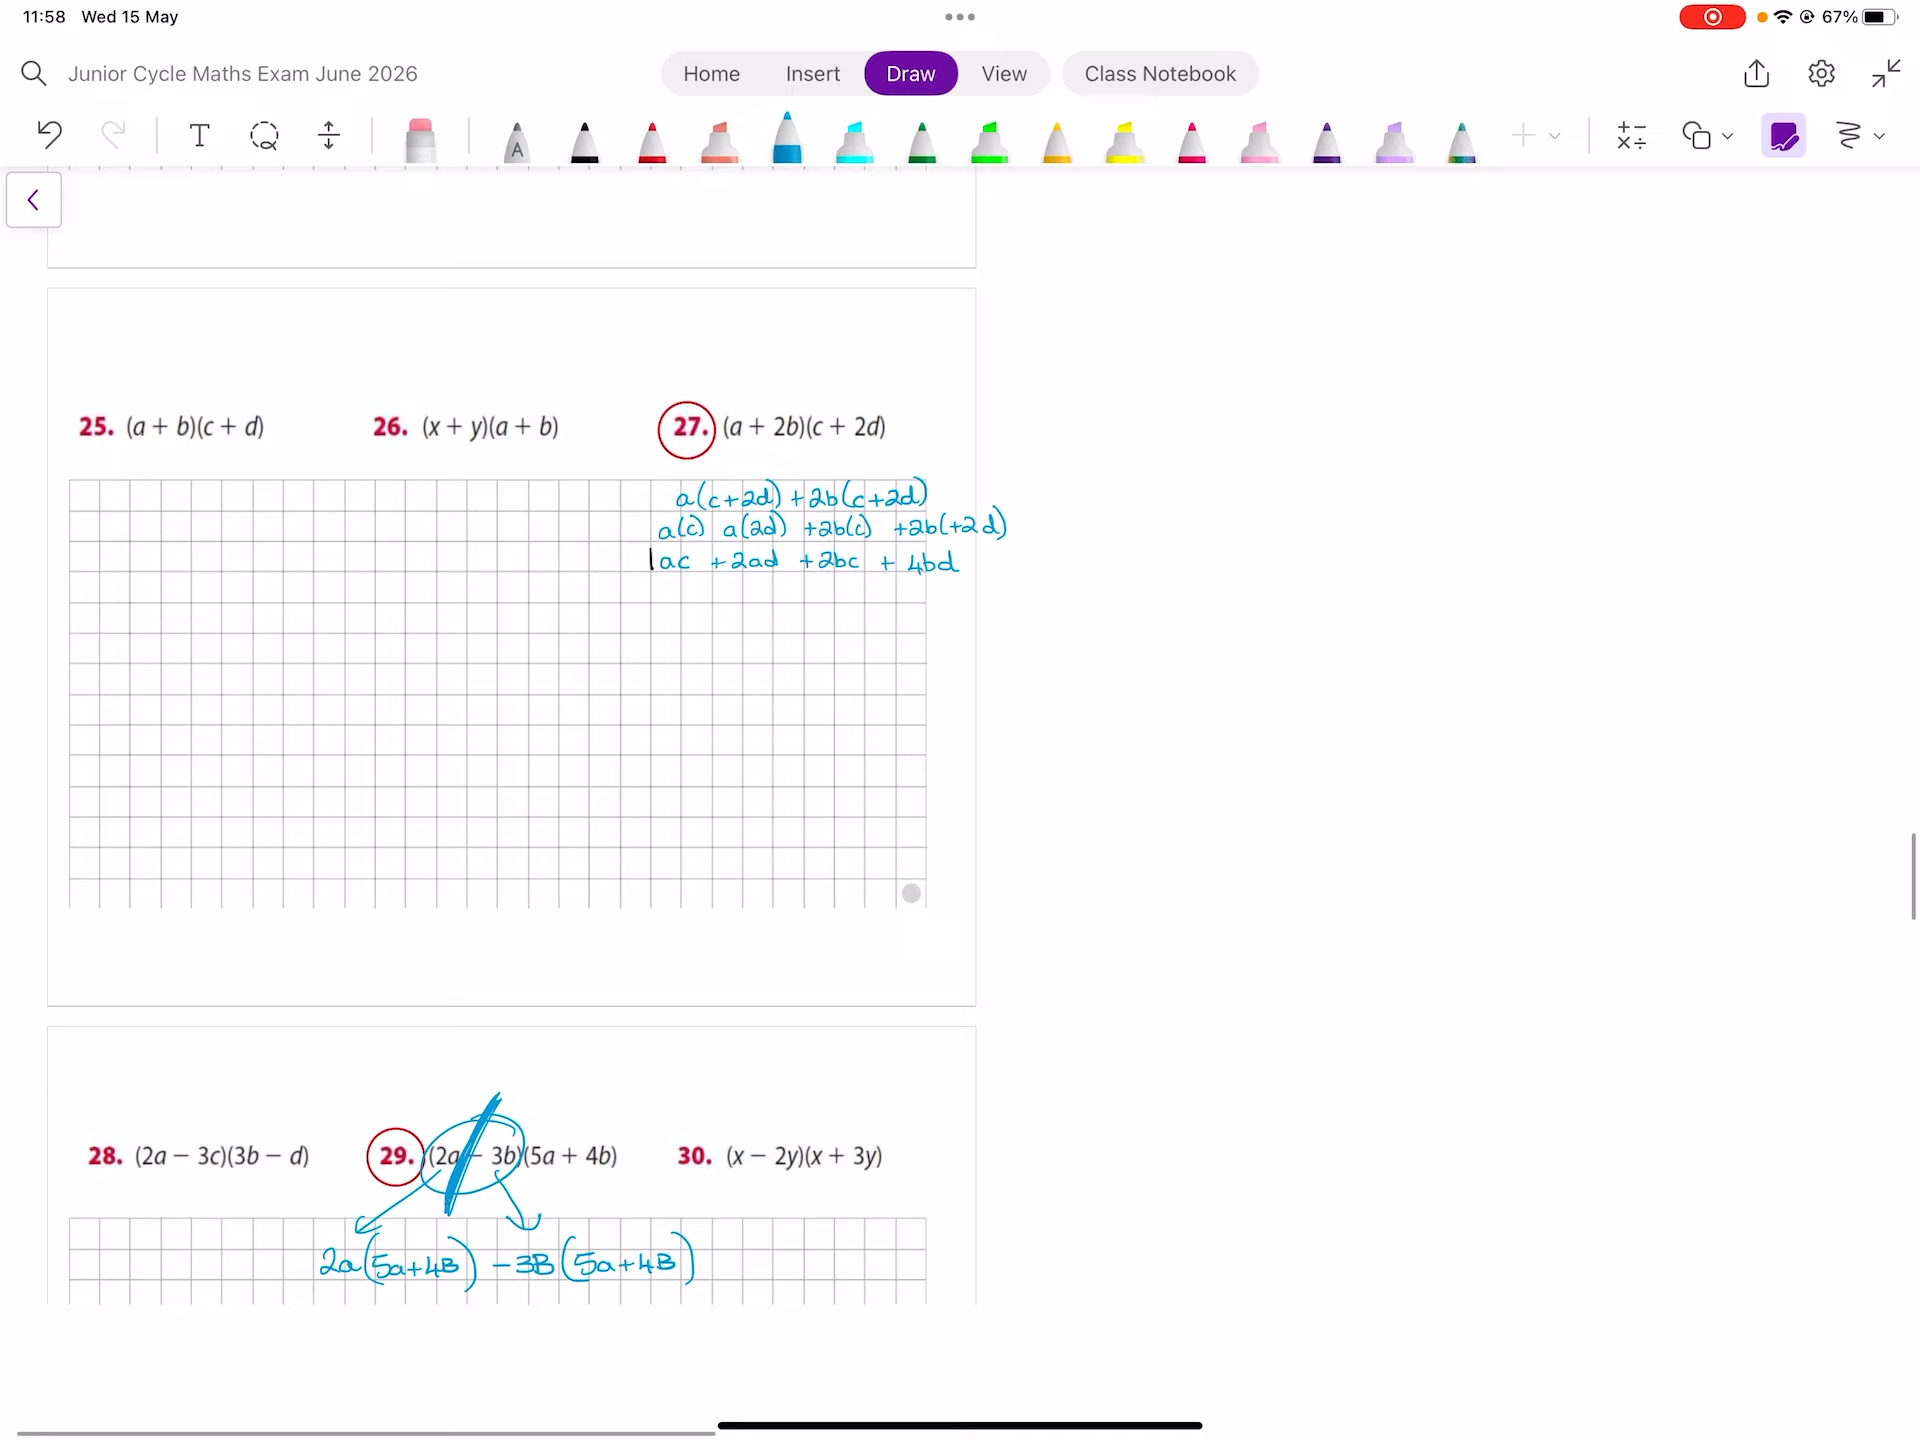 11:58 Wed 15 May
67%
Junior Cycle Maths Exam June 2026
Home Insert Draw View Class Notebook
T A
25. (a + b)(c + d) 26. (x + y)(a + b) 27. (a + 2b)(c + 2d)
a(c+2d) +2b(c+2d)
a(c) a(2d) +2b(c) +2b(+2d)
ac +2ad +2bc + 4bd
28. (2a − 3c)(3b − d) 29. (2a − 3b)(5a + 4b) 30. (x − 2y)(x + 3y)
2a(5a+4B) −3B(5a+4B)